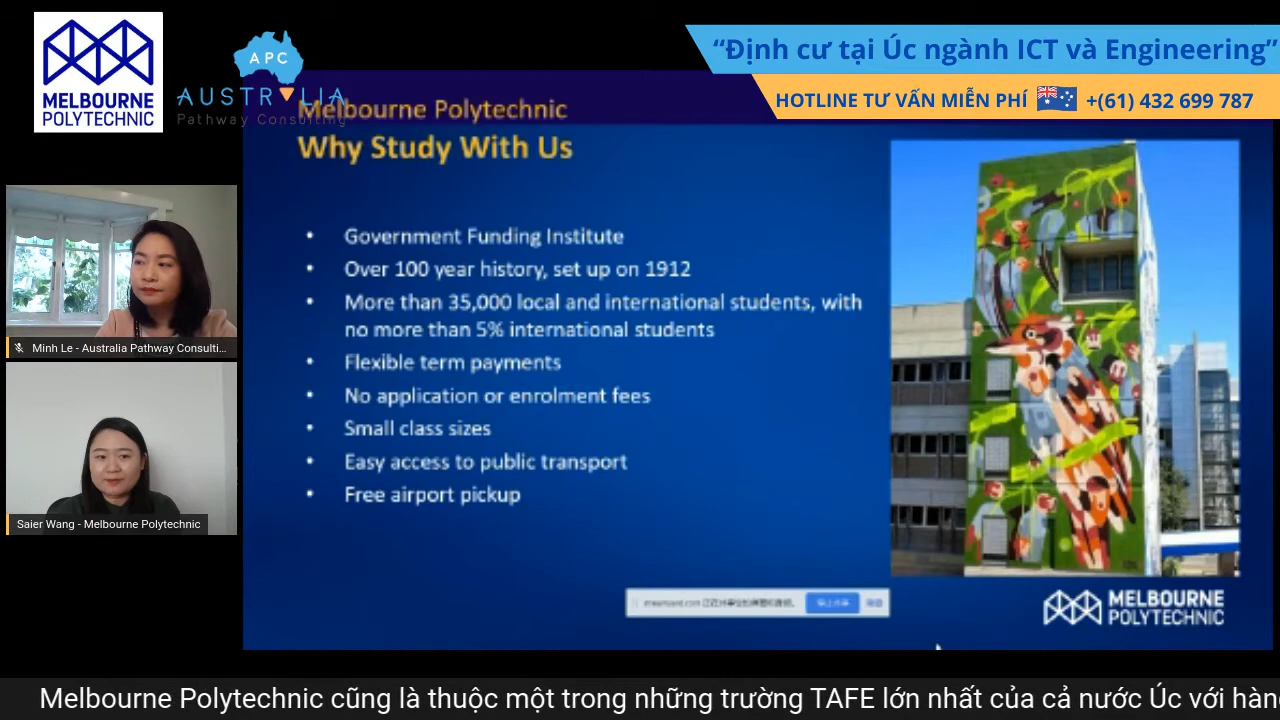 MELBOURNE
POLYTECHNIC
APC
AUSTRALIA
Pathway Consulting
“Định cư tại Úc ngành ICT và Engineering”
HOTLINE TƯ VẤN MIỄN PHÍ +(61) 432 699 787
Melbourne Polytechnic
Why Study With Us
• Government Funding Institute
• Over 100 year history, set up on 1912
• More than 35,000 local and international students, with
no more than 5% international students
• Flexible term payments
• No application or enrolment fees
• Small class sizes
• Easy access to public transport
• Free airport pickup
Minh Le - Australia Pathway Consulti...
Saier Wang - Melbourne Polytechnic
MELBOURNE
POLYTECHNIC
Melbourne Polytechnic cũng là thuộc một trong những trường TAFE lớn nhất của cả nước Úc với hàn